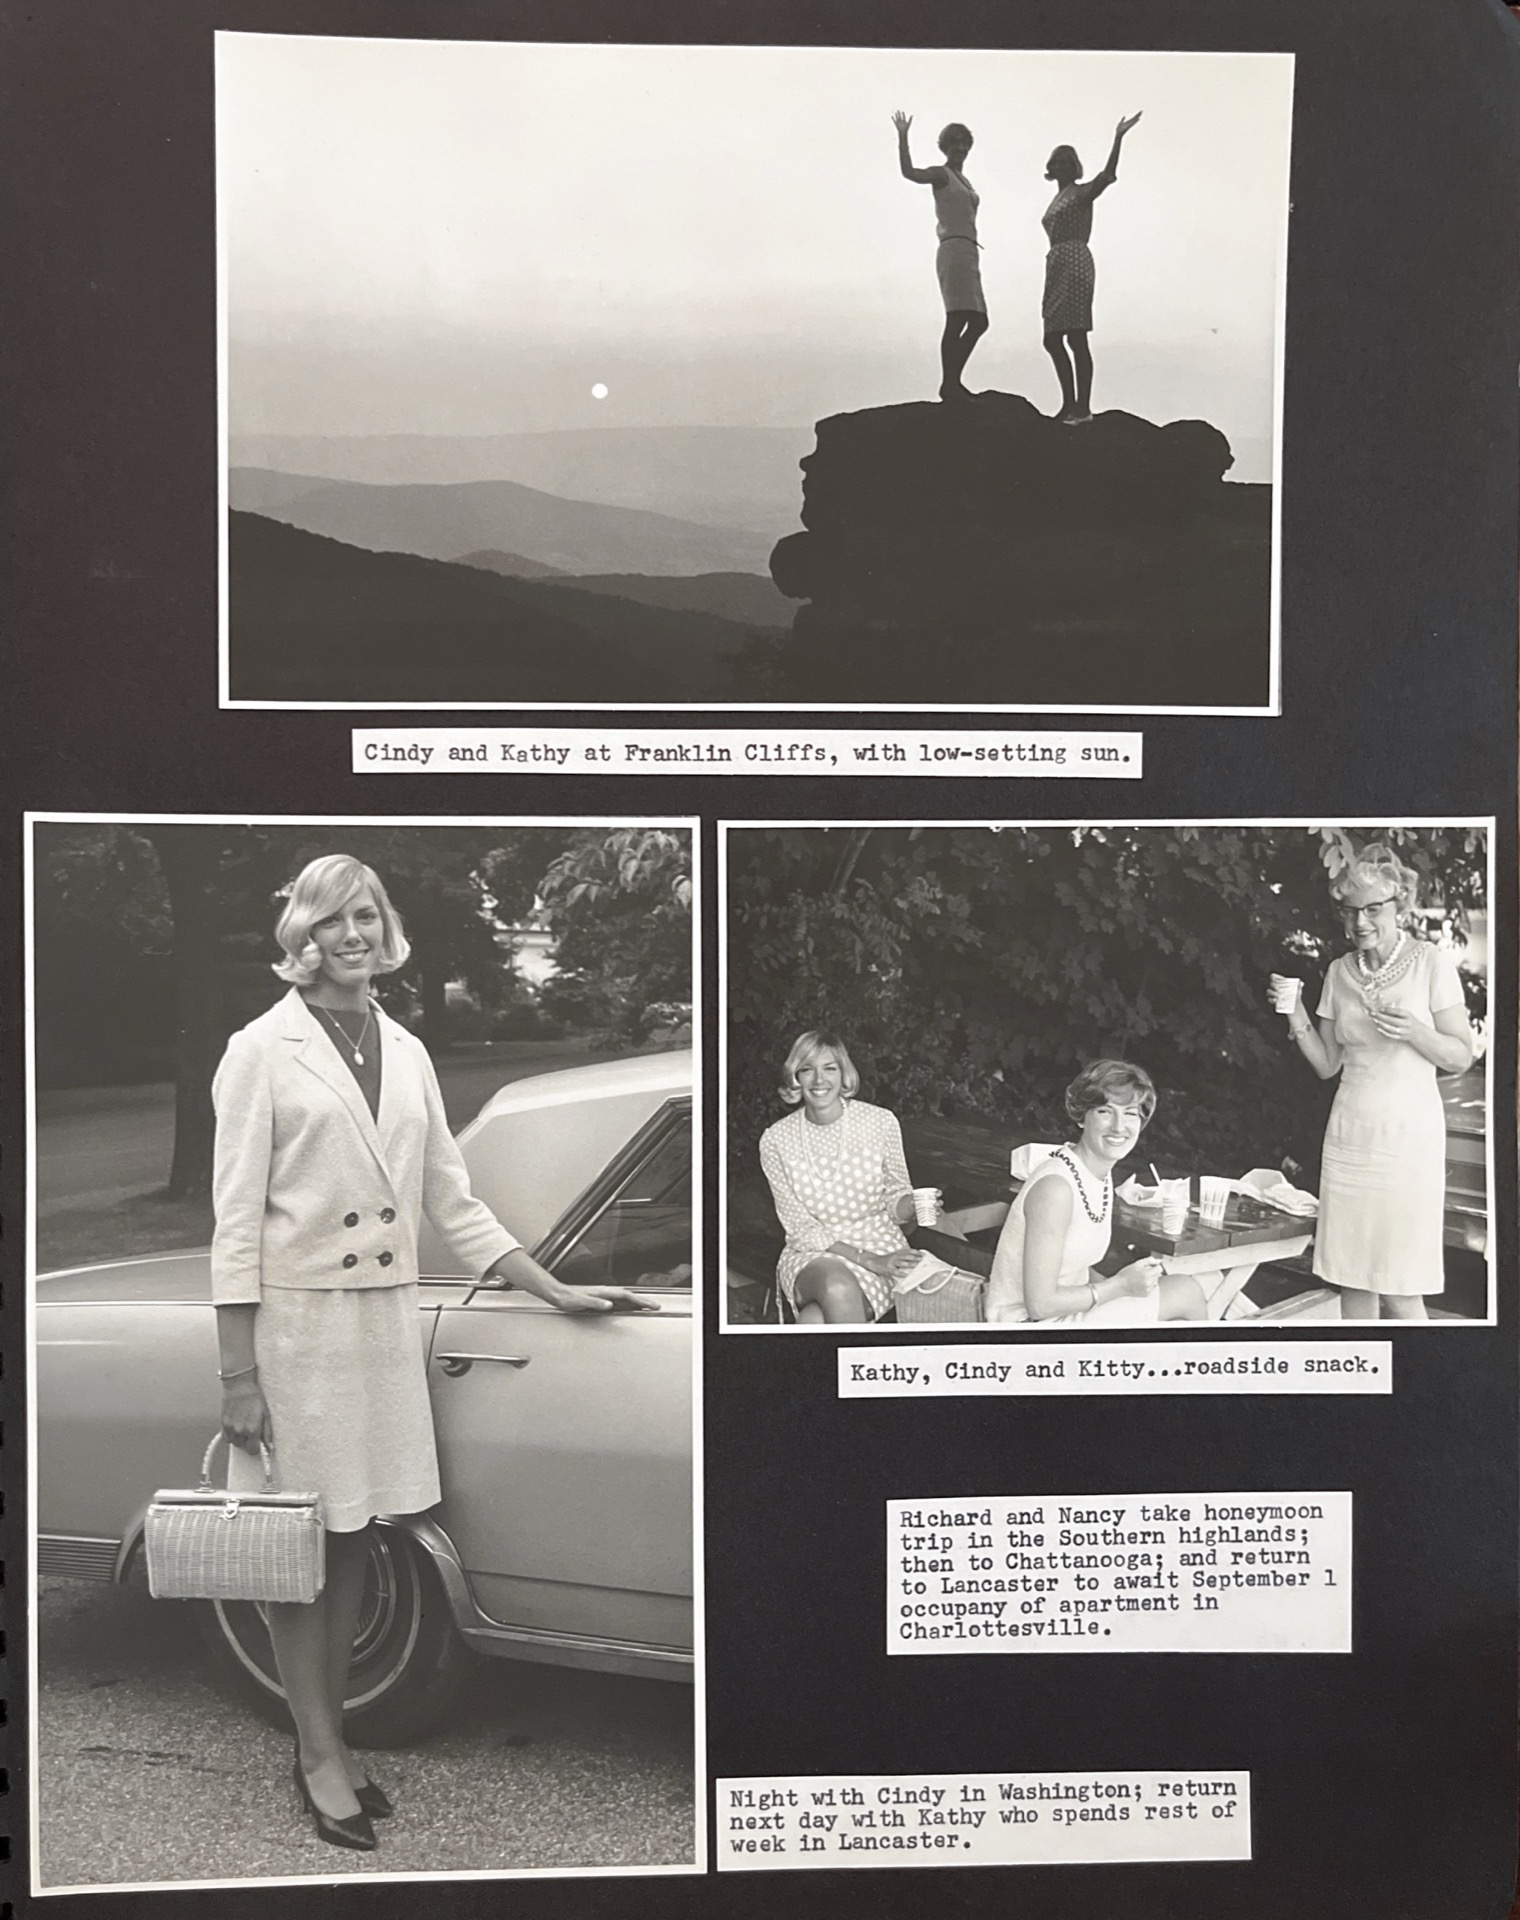 Cindy and Kathy at Franklin Cliffs, with low-setting sun.
Kathy, Cindy and Kitty...roadside snack.
Richard and Nancy take honeymoon
trip in the Southern highlands;
then to Chattanooga; and return
to Lancaster to await September 1
occupany of apartment in
Charlottesville.
Night with Cindy in Washington; return
next day with Kathy who spends rest of
week in Lancaster.